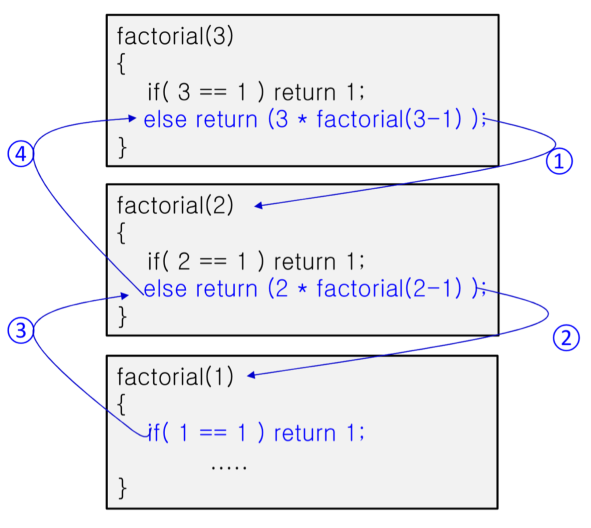 factorial(3)
{
if( 3 == 1 ) return 1;
else return (3 * factorial(3-1) );
}
④
①
factorial(2)
{
if( 2 == 1 ) return 1;
else return (2 * factorial(2-1) );
}
③
②
factorial(1)
{
if( 1 == 1 ) return 1;
.....
}